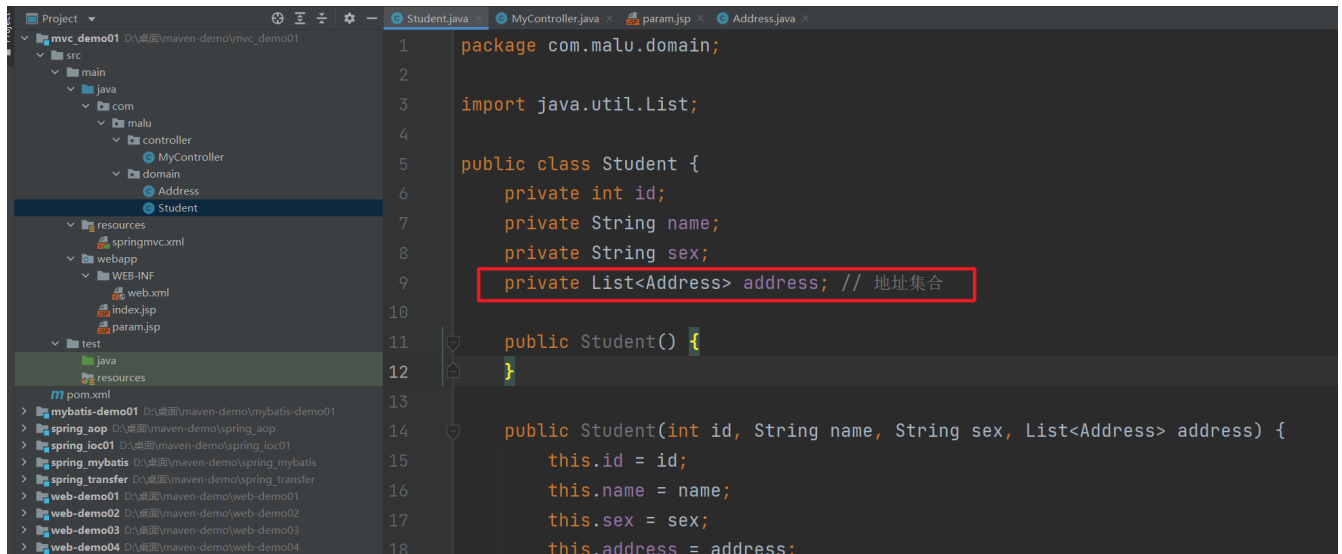 Project
Student.java
MyController.java
param.jsp
Address.java
mvc_demo01 D:\桌面\maven-demo\mvc_demo01
src
main
java
com
malu
controller
MyController
domain
Address
Student
resources
springmvc.xml
webapp
WEB-INF
web.xml
index.jsp
param.jsp
test
java
resources
pom.xml
mybatis-demo01 D:\桌面\maven-demo\mybatis-demo01
spring_aop D:\桌面\maven-demo\spring_aop
spring_ioc01 D:\桌面\maven-demo\spring_ioc01
spring_mybatis D:\桌面\maven-demo\spring_mybatis
spring_transfer D:\桌面\maven-demo\spring_transfer
web-demo01 D:\桌面\maven-demo\web-demo01
web-demo02 D:\桌面\maven-demo\web-demo02
web-demo03 D:\桌面\maven-demo\web-demo03
web-demo04 D:\桌面\maven-demo\web-demo04
1 package com.malu.domain;
2
3 import java.util.List;
4
5 public class Student {
6 private int id;
7 private String name;
8 private String sex;
9 private List<Address> address; // 地址集合
10
11 public Student() {
12 }
13
14 public Student(int id, String name, String sex, List<Address> address) {
15 this.id = id;
16 this.name = name;
17 this.sex = sex;
18 this.address = address;